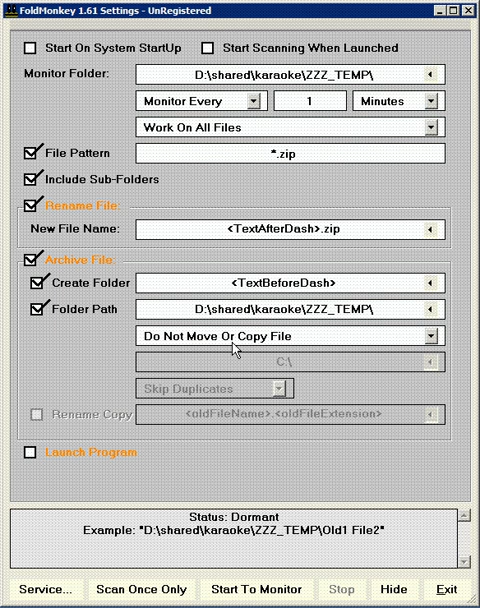 FoldMonkey 1.61 Settings - UnRegistered
Start On System StartUp Start Scanning When Launched
Monitor Folder: D:\shared\karaoke\ZZZ_TEMP\
Monitor Every 1 Minutes
Work On All Files
File Pattern *.zip
Include Sub-Folders
Rename File:
New File Name: <TextAfterDash>.zip
Archive File:
Create Folder <TextBeforeDash>
Folder Path D:\shared\karaoke\ZZZ_TEMP\
Do Not Move Or Copy File
C:\
Skip Duplicates
Rename Copy <oldFileName>.<oldFileExtension>
Launch Program
Status: Dormant
Example: "D:\shared\karaoke\ZZZ_TEMP\Old1 File2"
Service... Scan Once Only Start To Monitor Stop Hide Exit